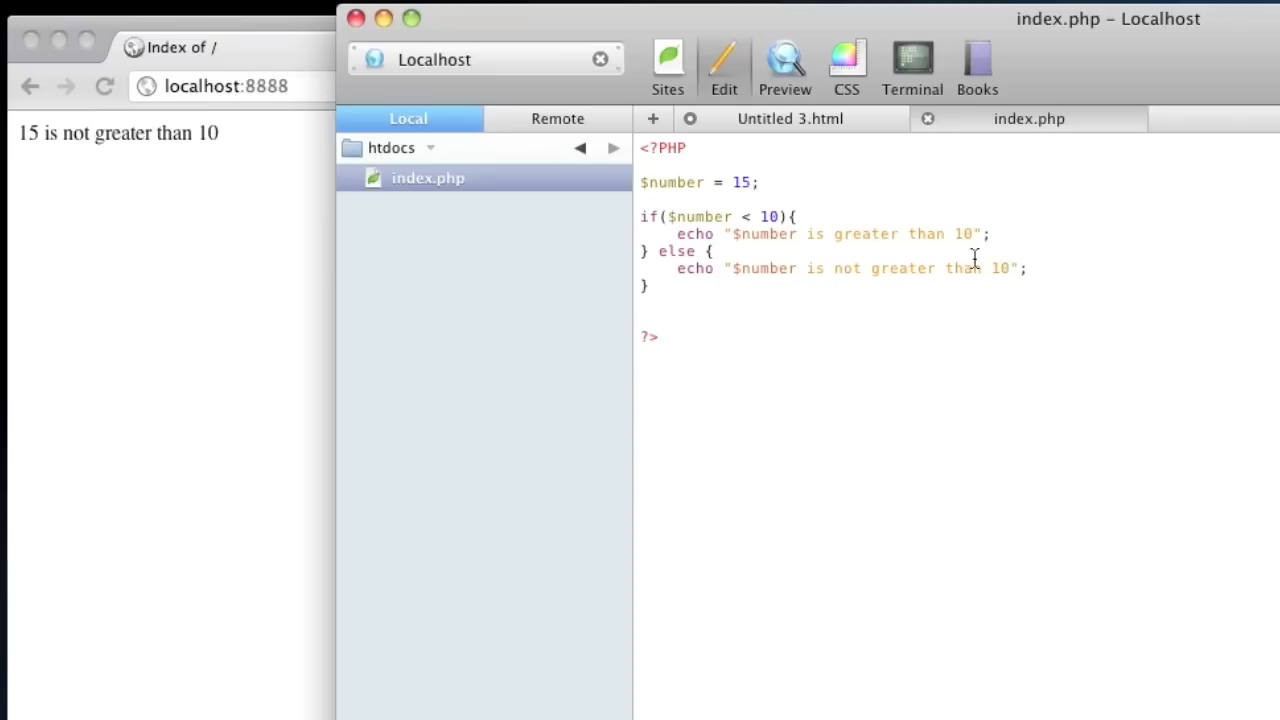 index.php – Localhost
Index of /
Localhost
localhost:8888
Sites
Edit
Preview
CSS
Terminal
Books
Local
Remote
+
Untitled 3.html
index.php
15 is not greater than 10
htdocs
index.php
<?PHP
$number = 15;
if($number < 10){
echo "$number is greater than 10";
} else {
echo "$number is not greater than 10";
}
?>